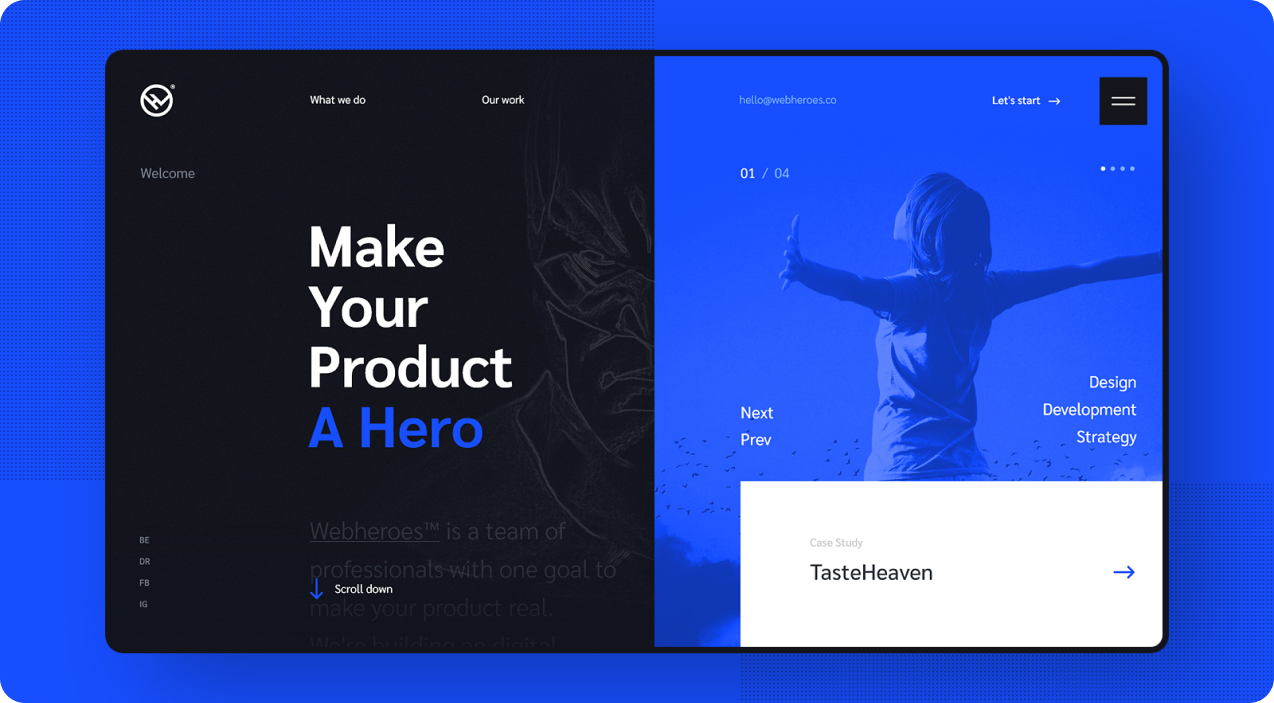 What we do
Our work
hello@webheroes.co
Let's start
Welcome
01 / 04
Make
Your
Product
A Hero
Next
Prev
Design
Development
Strategy
Webheroes™ is a team of
professionals with one goal to
make your product real.
We're building an digital
Scroll down
BE
DR
FB
IG
Case Study
TasteHeaven